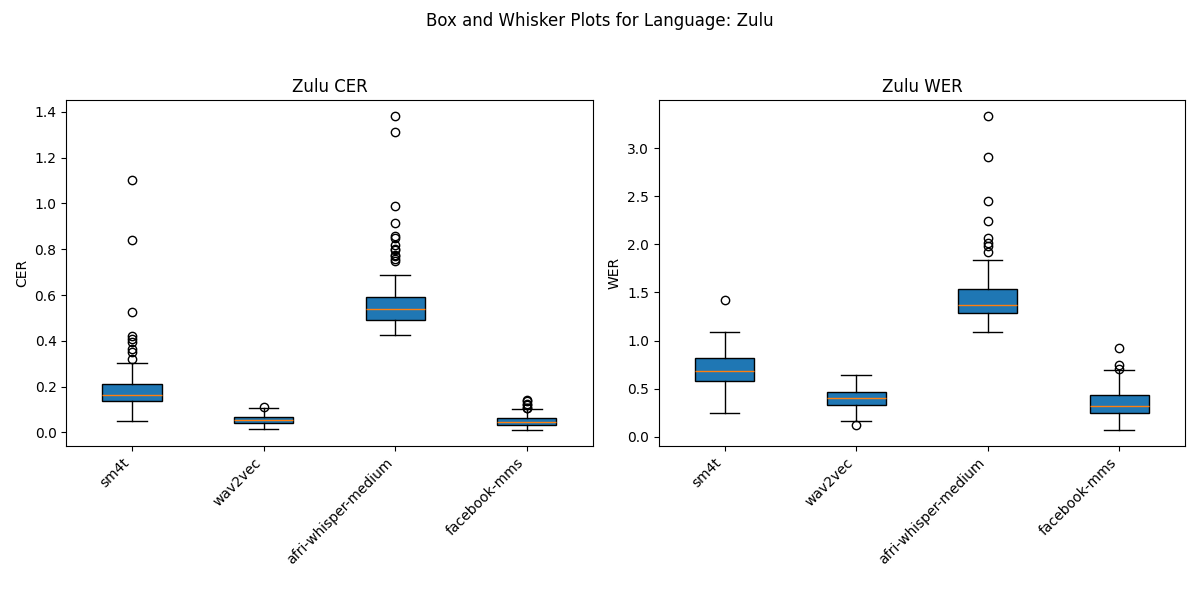 Box and Whisker Plots for Language: Zulu
Zulu CER
1.4
1.2
1.0
0.8
0.6
0.4
0.2
0.0
CER
sm4t
wav2vec
afri-whisper-medium
facebook-mms
Zulu WER
3.0
2.5
2.0
1.5
1.0
0.5
0.0
WER
sm4t
wav2vec
afri-whisper-medium
facebook-mms